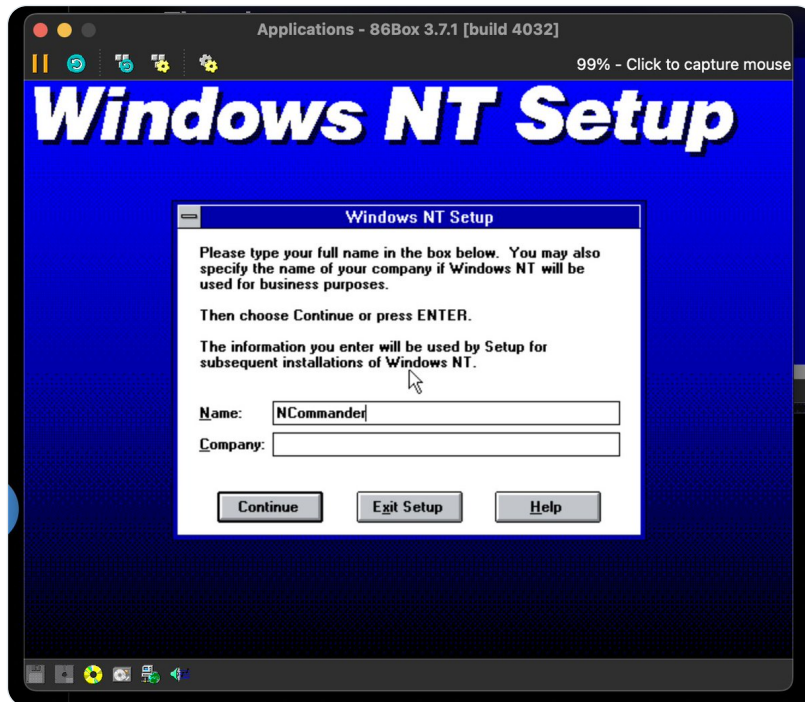 Applications - 86Box 3.7.1 [build 4032]
99% - Click to capture mouse
Windows NT Setup
Windows NT Setup
Please type your full name in the box below.  You may also
specify the name of your company if Windows NT will be
used for business purposes.
Then choose Continue or press ENTER.
The information you enter will be used by Setup for
subsequent installations of Windows NT.
Name: NCommander
Company:
Continue Exit Setup Help